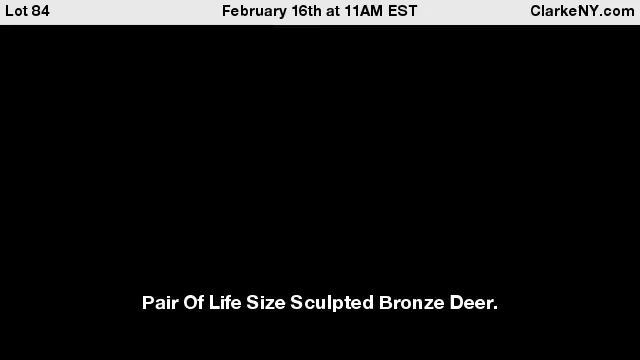 Lot 84 February 16th at 11AM EST ClarkeNY.com
Pair Of Life Size Sculpted Bronze Deer.